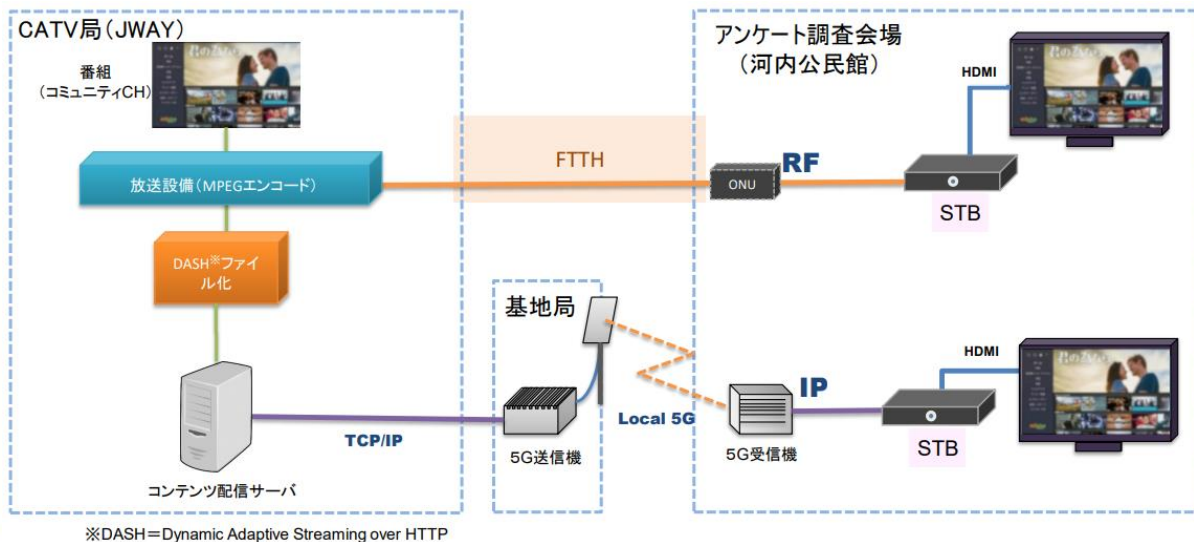 CATV局(JWAY)
番組
(コミュニティCH)
放送設備(MPEGエンコード)
DASH※ファイ
ル化
コンテンツ配信サーバ
TCP/IP
FTTH
基地局
5G送信機
Local 5G
アンケート調査会場
(河内公民館)
ONU
RF
STB
HDMI
5G受信機
IP
STB
HDMI
※DASH=Dynamic Adaptive Streaming over HTTP